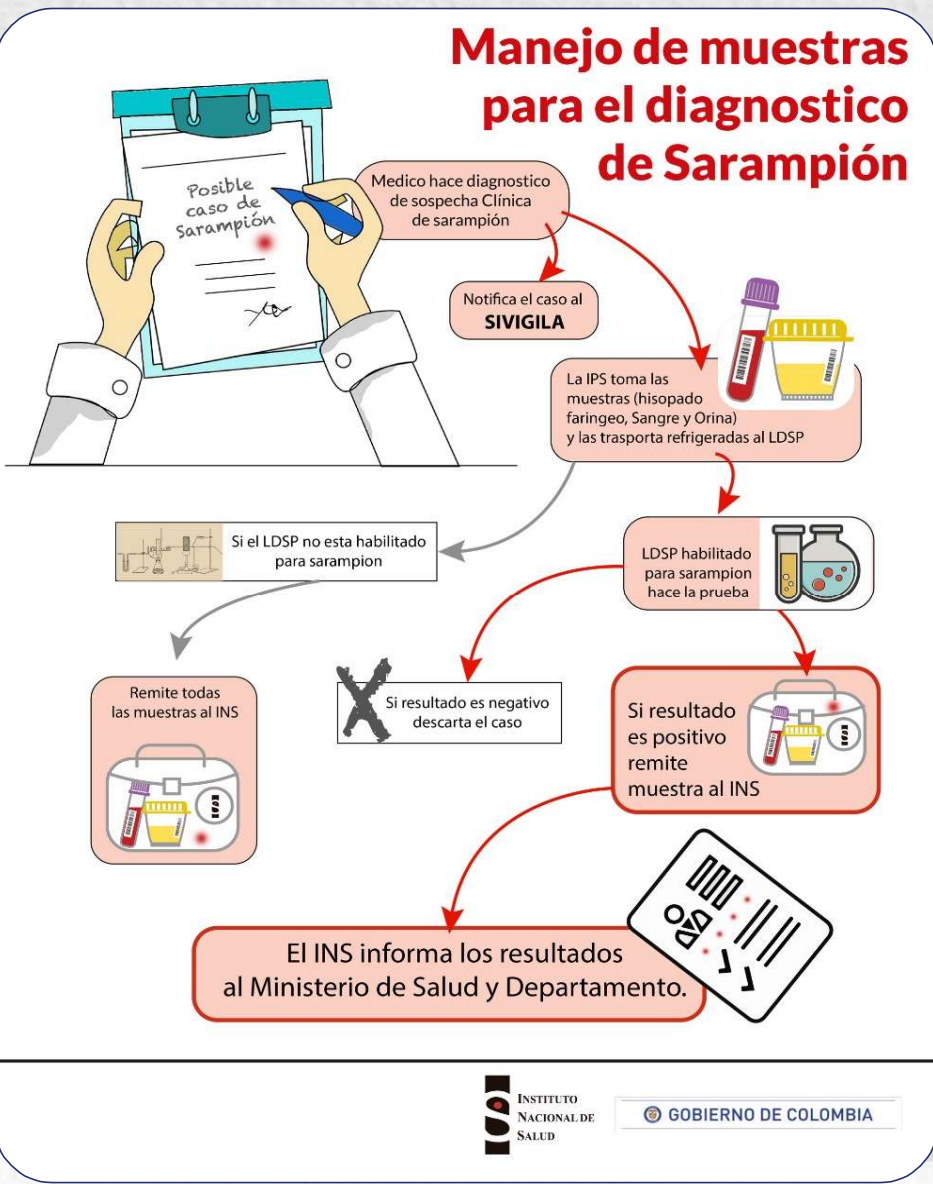 Manejo de muestras
para el diagnostico
de Sarampión
Posible
caso de
Sarampión
Medico hace diagnostico
de sospecha Clínica
de sarampión
Notifica el caso al
SIVIGILA
La IPS toma las
muestras (hisopado
faringeo, Sangre y Orina)
y las trasporta refrigeradas al LDSP
Si el LDSP no esta habilitado
para sarampion
LDSP habilitado
para sarampion
hace la prueba
Remite todas
las muestras al INS
Si resultado es negativo
descarta el caso
Si resultado
es positivo
remite
muestra al INS
El INS informa los resultados
al Ministerio de Salud y Departamento.
INSTITUTO
NACIONAL DE
SALUD
GOBIERNO DE COLOMBIA